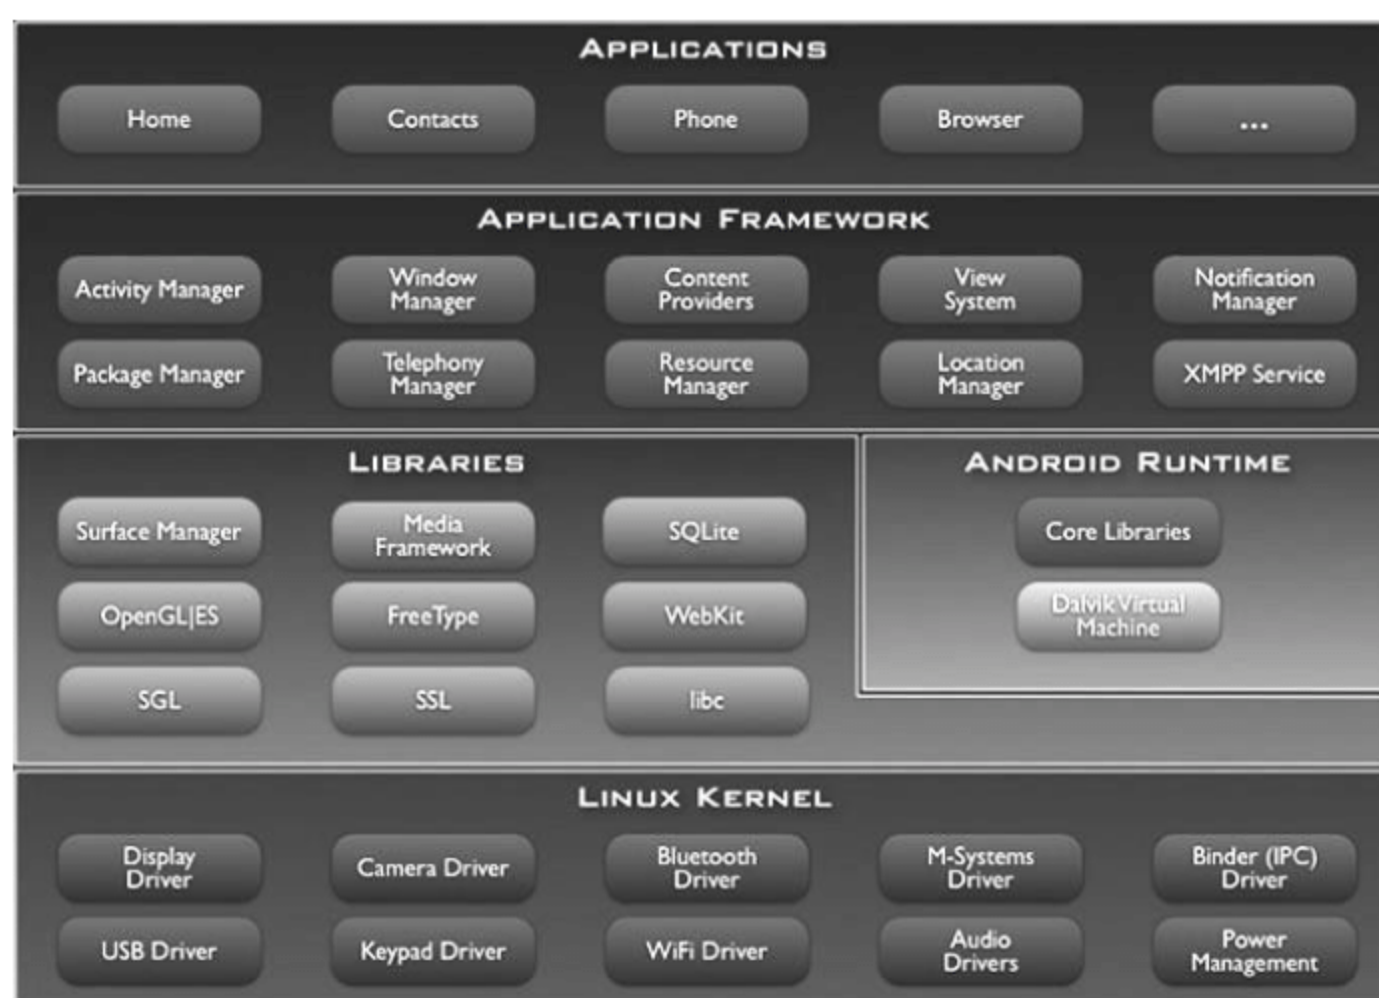 APPLICATIONS
Home
Contacts
Phone
Browser
...
APPLICATION FRAMEWORK
Activity Manager
Window
Manager
Content
Providers
View
System
Notification
Manager
Package Manager
Telephony
Manager
Resource
Manager
Location
Manager
XMPP Service
LIBRARIES
Surface Manager
Media
Framework
SQLite
OpenGL|ES
FreeType
WebKit
SGL
SSL
libc
ANDROID RUNTIME
Core Libraries
Dalvik Virtual
Machine
LINUX KERNEL
Display
Driver
Camera Driver
Bluetooth
Driver
M-Systems
Driver
Binder (IPC)
Driver
USB Driver
Keypad Driver
WiFi Driver
Audio
Drivers
Power
Management